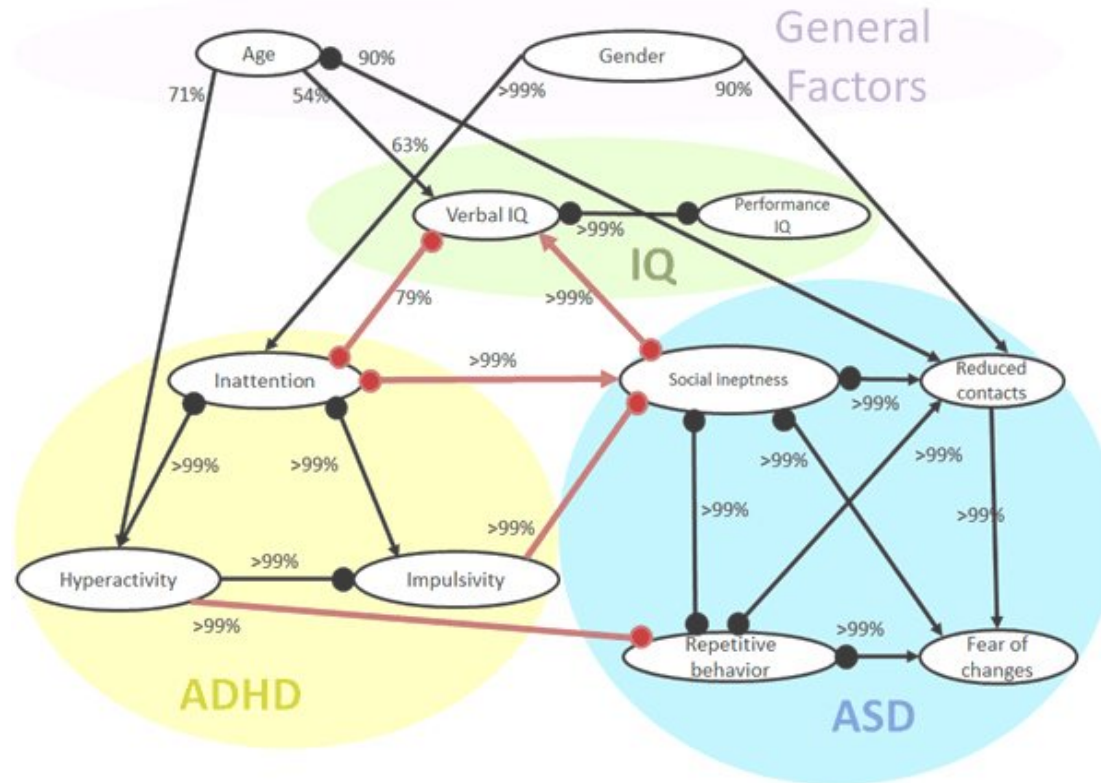 General
Factors
Age
90%
Gender
71%
54%
>99%
90%
63%
Verbal IQ
Performance
IQ
>99%
IQ
79%
>99%
Inattention
>99%
Social ineptness
Reduced
contacts
>99%
>99%
>99%
>99%
>99%
>99%
>99%
>99%
Hyperactivity
>99%
Impulsivity
>99%
Repetitive
behavior
>99%
Fear of
changes
ADHD
ASD